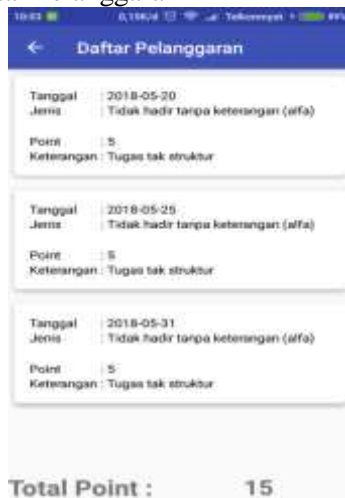 Daftar Pelanggaran
Tanggal : 2018-05-20
Jenis : Tidak hadir tanpa keterangan (alfa)
Point : 5
Keterangan : Tugas tak struktur
Tanggal : 2018-05-25
Jenis : Tidak hadir tanpa keterangan (alfa)
Point : 5
Keterangan : Tugas tak struktur
Tanggal : 2018-05-31
Jenis : Tidak hadir tanpa keterangan (alfa)
Point : 5
Keterangan : Tugas tak struktur
Total Point : 15